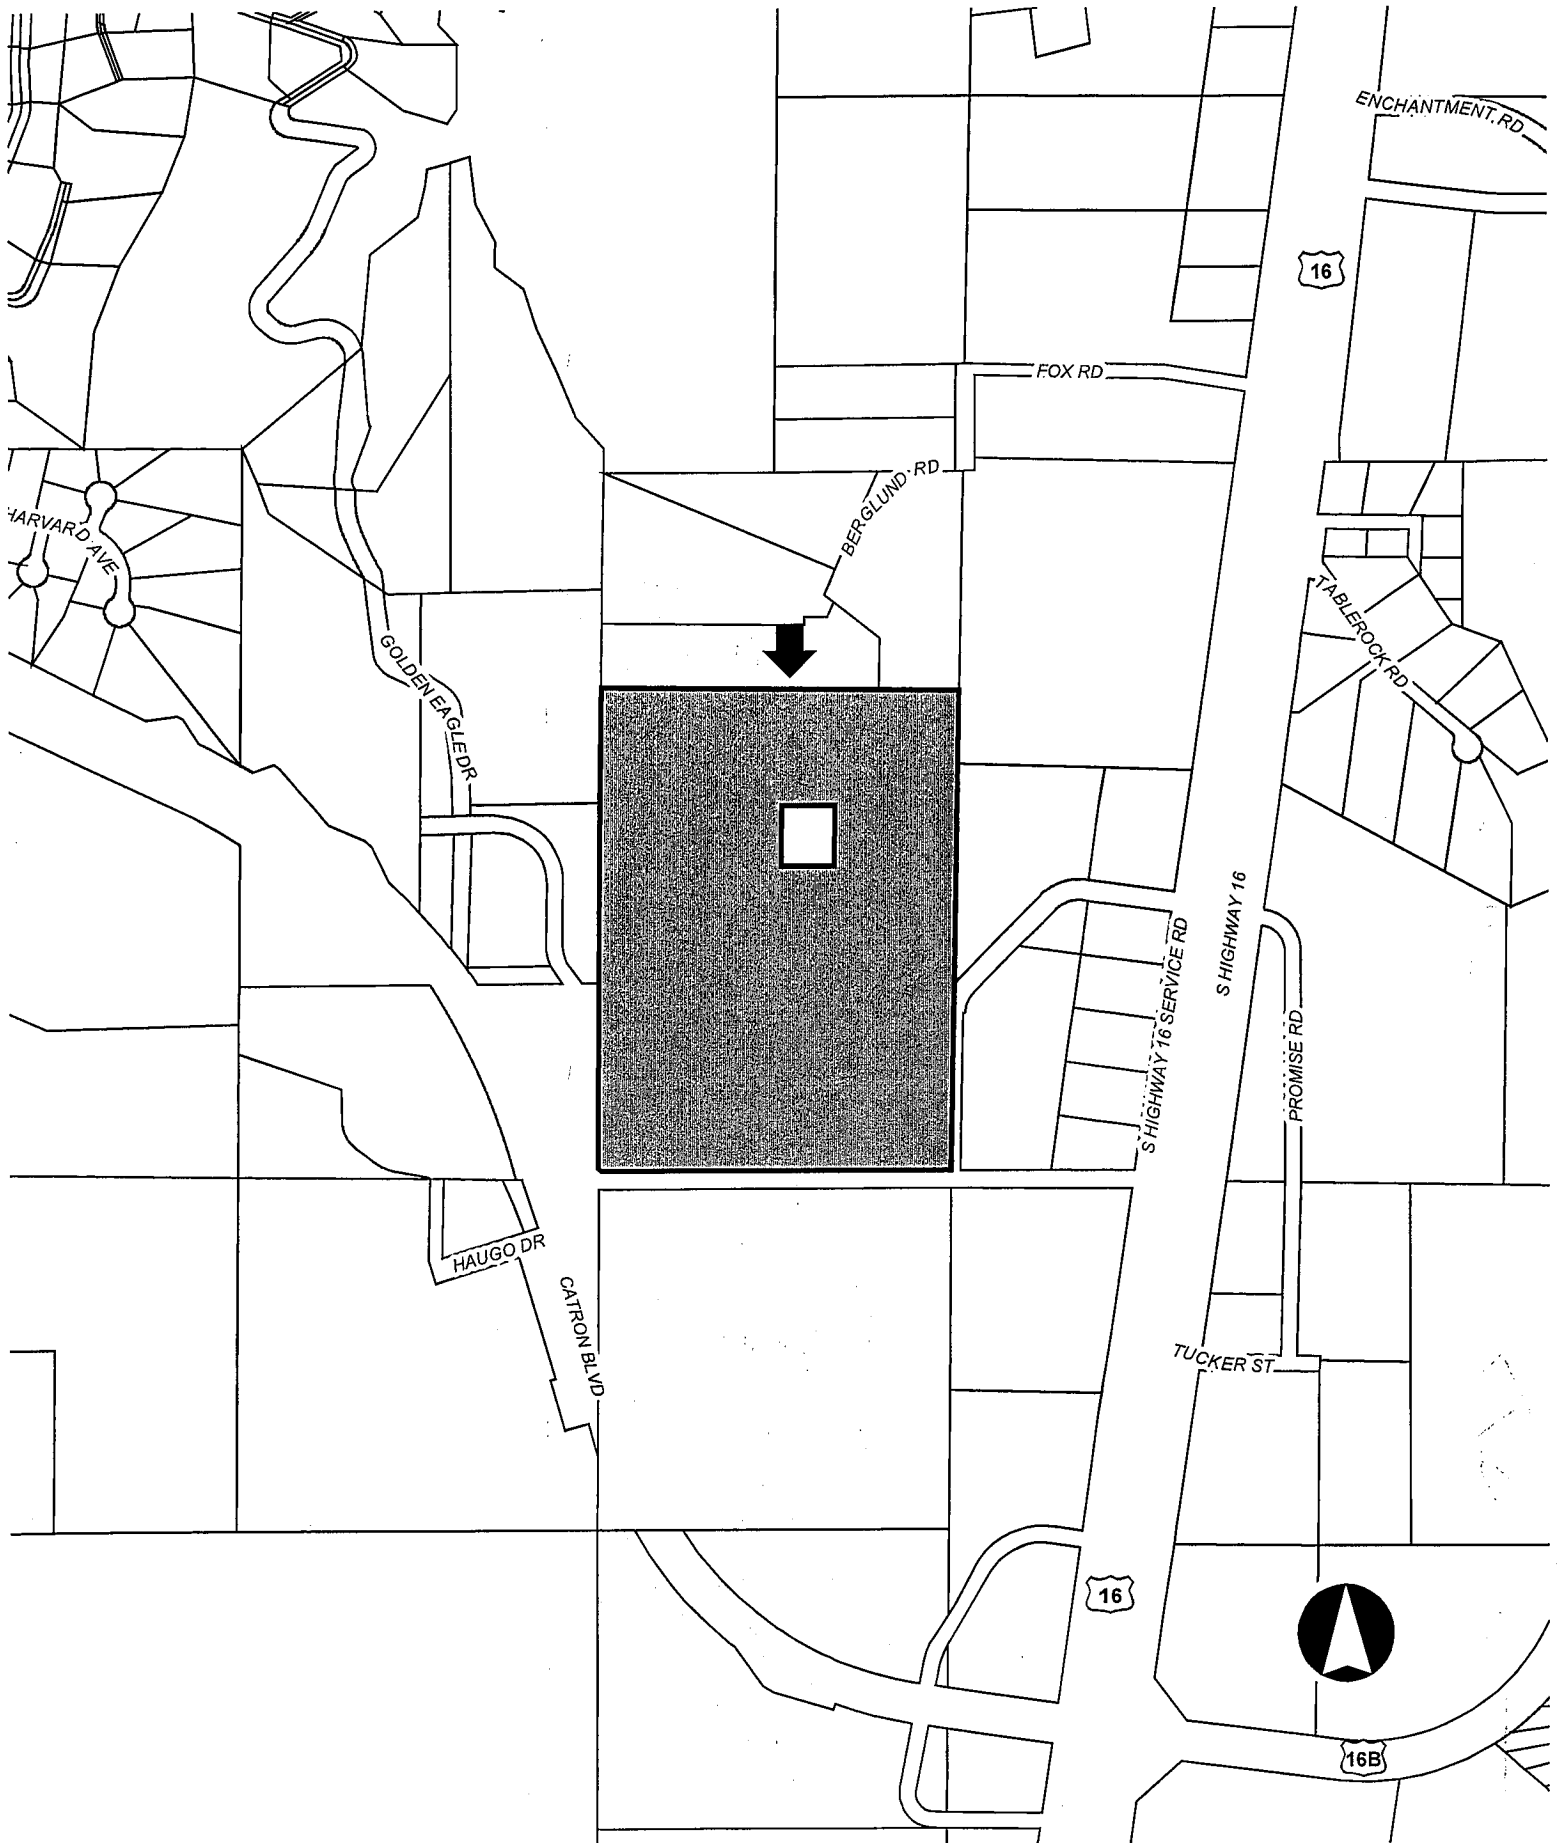 ENCHANTMENT RD
16
FOX RD
BERGLUND RD
HARVARD AVE
TABLEROCK RD
GOLDEN EAGLE DR
S HIGHWAY 16
S HIGHWAY 16 SERVICE RD
PROMISE RD
HAUGO DR
CATRON BLVD
TUCKER ST
16
16B